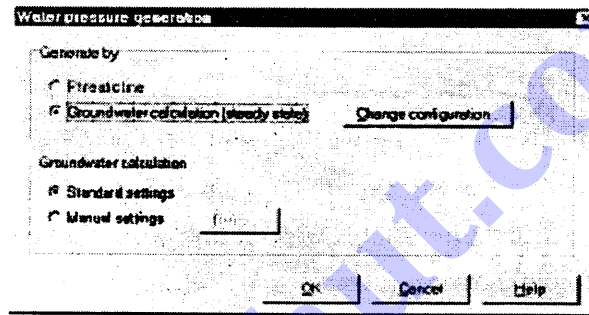 Water pressure generation
Generate by
Phreatic line
Groundwater calculation (steady state)
Change configuration
Groundwater calculation
Standard settings
Manual settings
OK
Cancel
Help